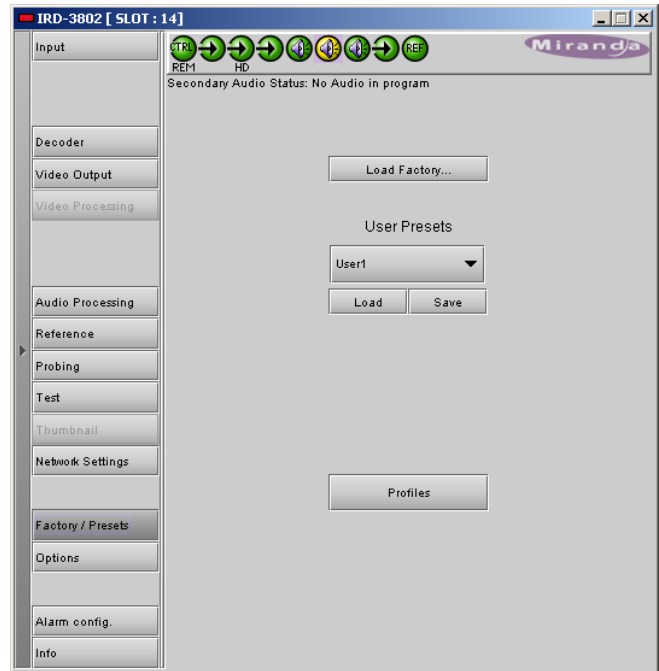 IRD-3802 [ SLOT : 14]
Input
Decoder
Video Output
Video Processing
Audio Processing
Reference
Probing
Test
Thumbnail
Network Settings
Factory / Presets
Options
Alarm config.
Info
CTRL
REF
REM
HD
Miranda
Secondary Audio Status: No Audio in program
Load Factory...
User Presets
User1
Load Save
Profiles